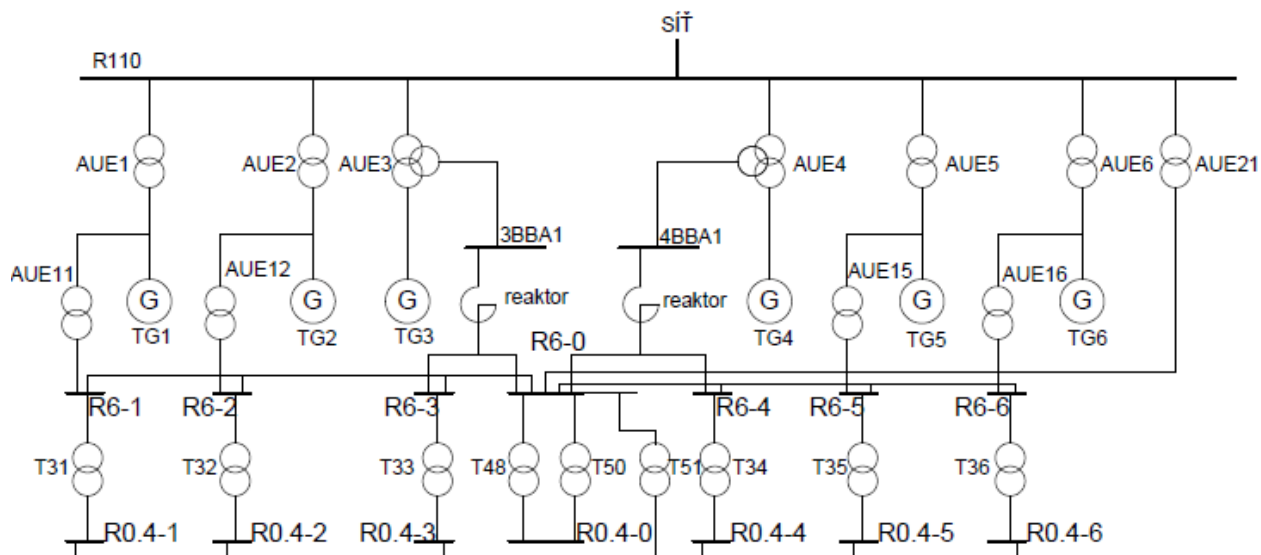 SÍŤ
R110
AUE1
AUE2
AUE3
AUE4
AUE5
AUE6
AUE21
3BBA1
4BBA1
AUE11
AUE12
AUE15
AUE16
G
G
G
reaktor
reaktor
G
G
G
TG1
TG2
TG3
TG4
TG5
TG6
R6-0
R6-1
R6-2
R6-3
R6-4
R6-5
R6-6
T31
T32
T33
T48
T50
T51
T34
T35
T36
R0.4-1
R0.4-2
R0.4-3
R0.4-0
R0.4-4
R0.4-5
R0.4-6